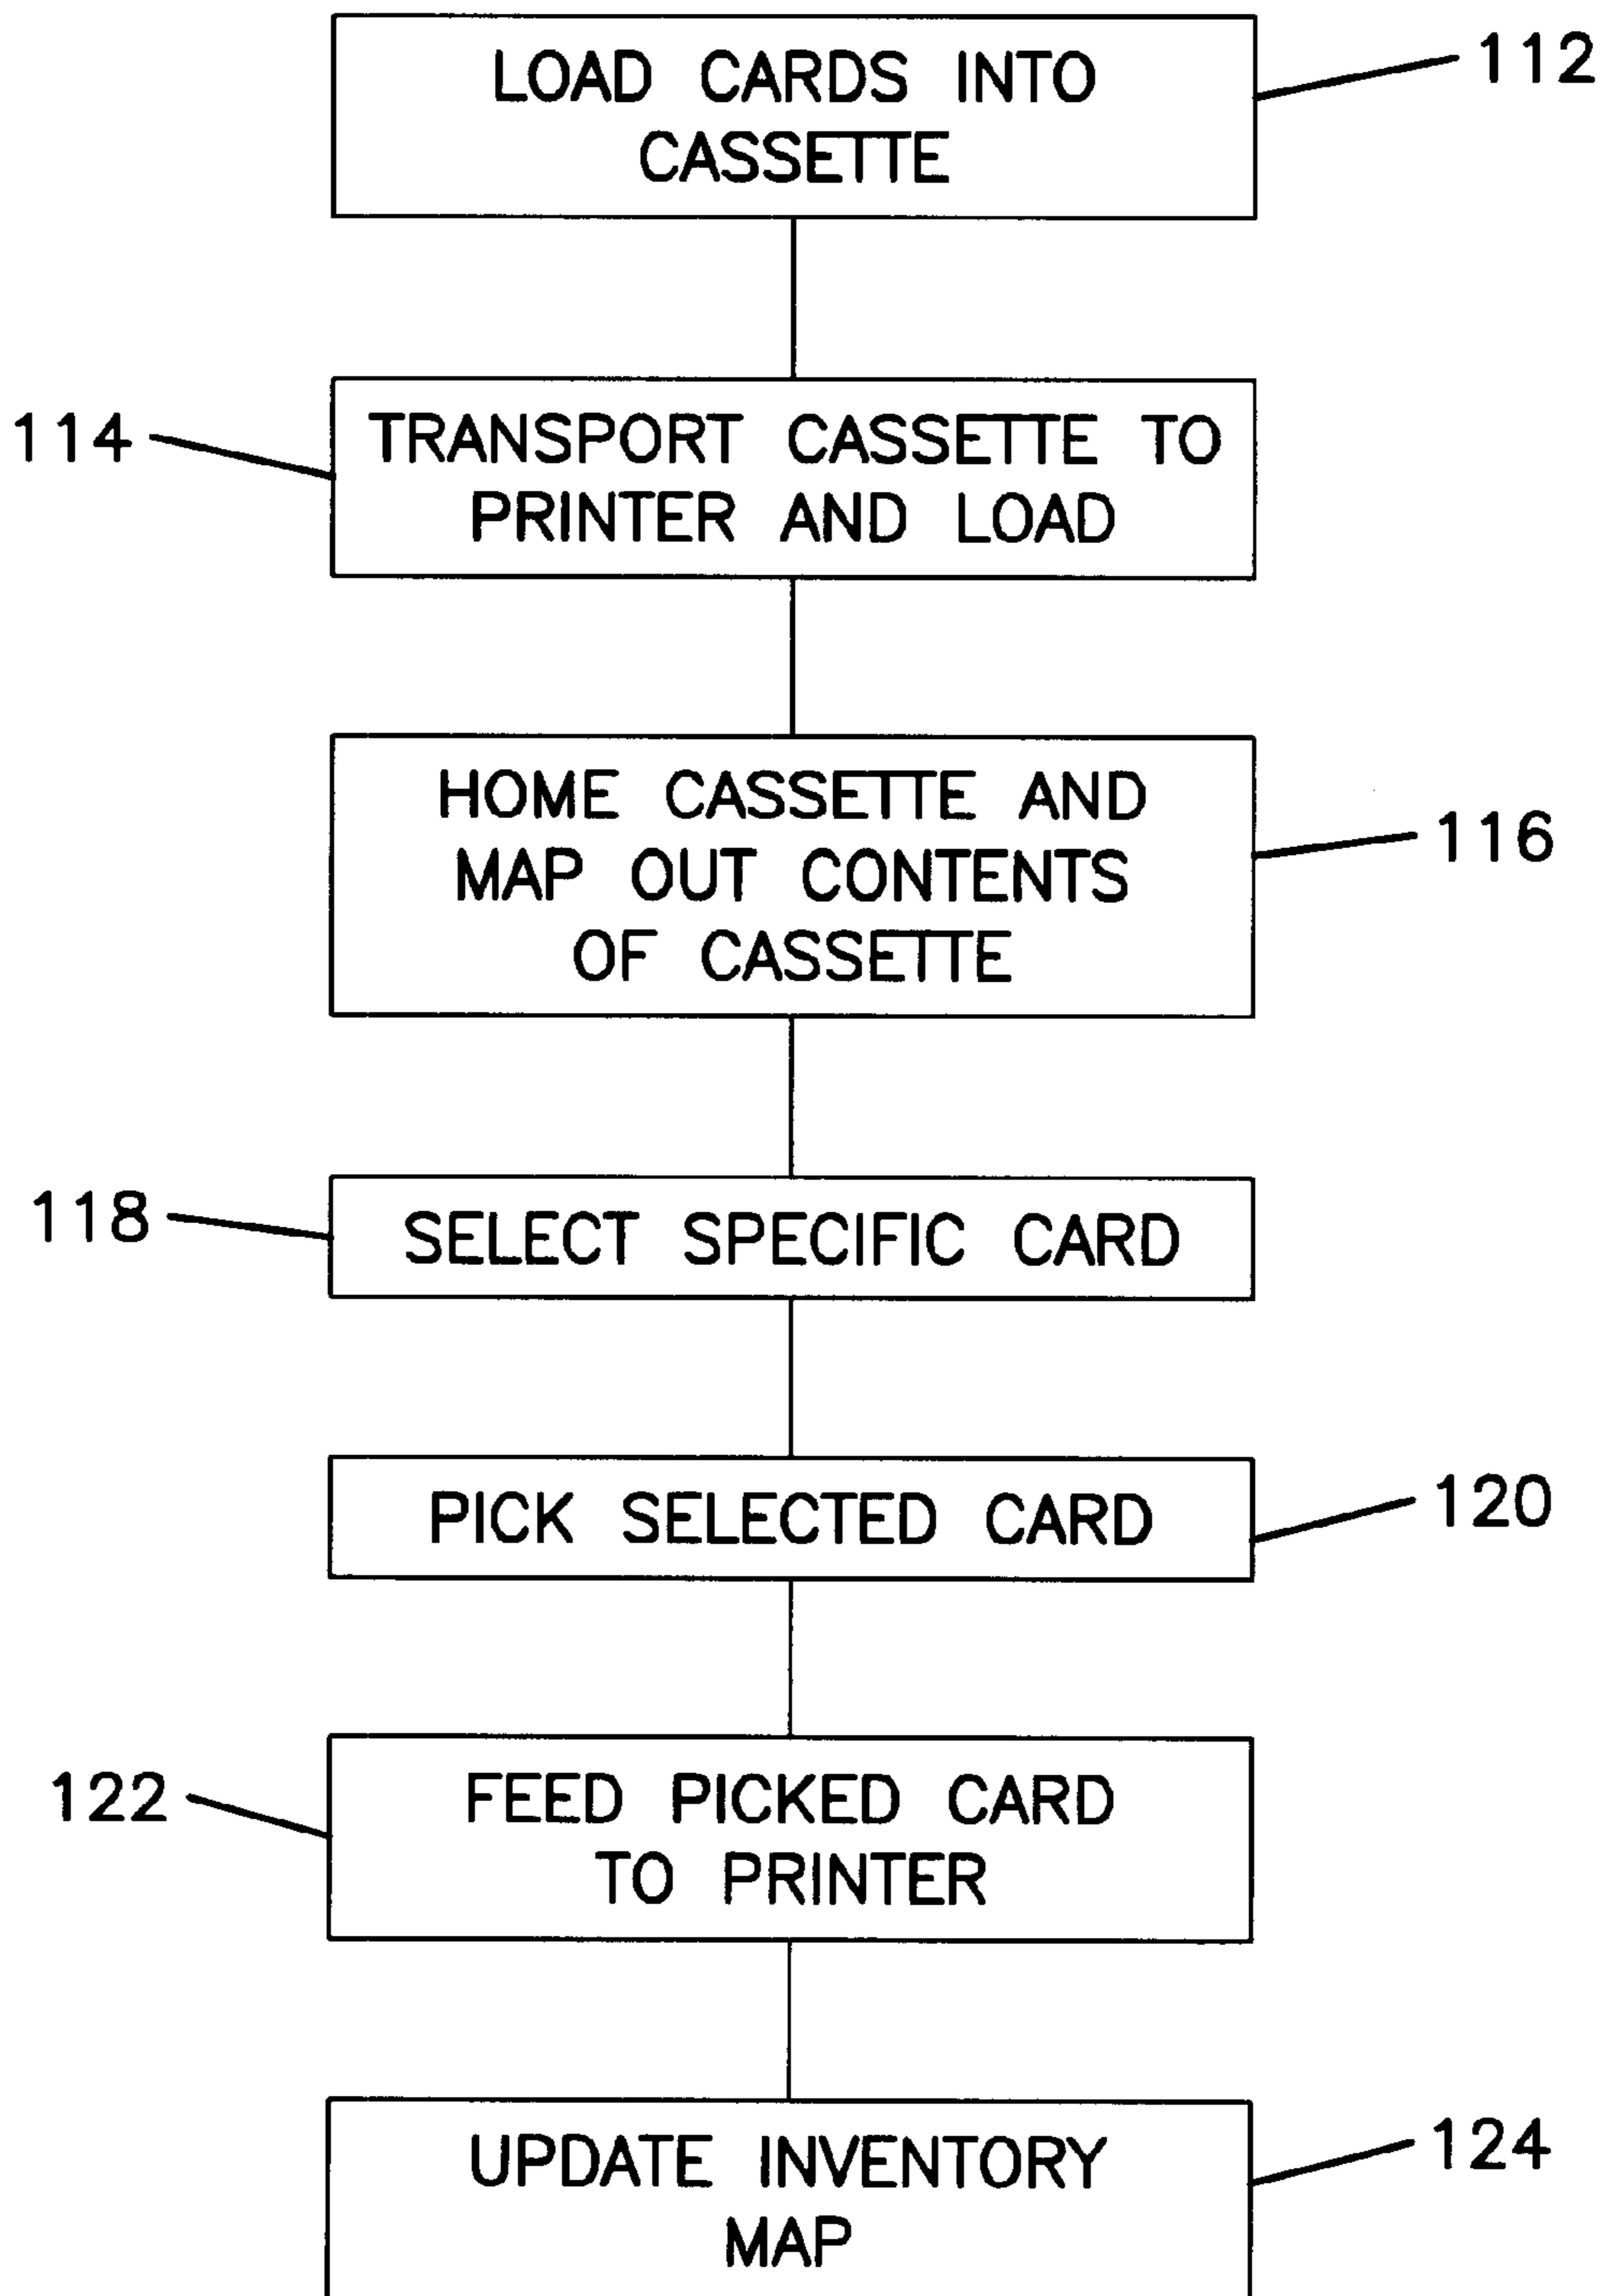 LOAD CARDS INTO
CASSETTE
112
114
TRANSPORT CASSETTE TO
PRINTER AND LOAD
HOME CASSETTE AND
MAP OUT CONTENTS
OF CASSETTE
116
118
SELECT SPECIFIC CARD
PICK SELECTED CARD
120
122
FEED PICKED CARD
TO PRINTER
UPDATE INVENTORY
MAP
124